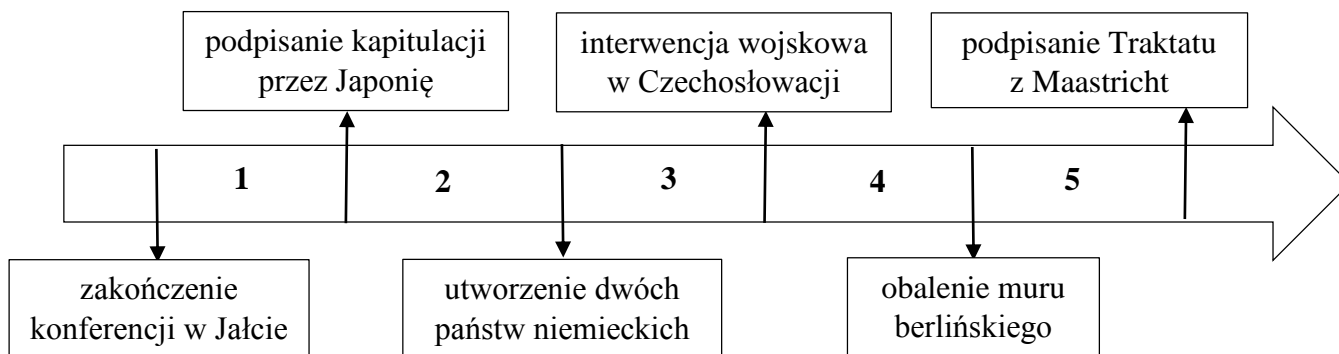 podpisanie kapitulacji
przez Japonię
interwencja wojskowa
w Czechosłowacji
podpisanie Traktatu
z Maastricht
1
2
3
4
5
zakończenie
konferencji w Jałcie
utworzenie dwóch
państw niemieckich
obalenie muru
berlińskiego